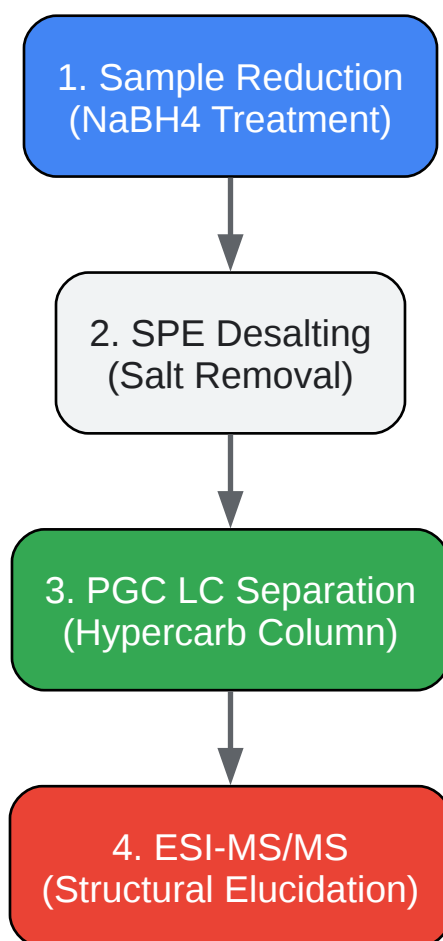 1. Sample Reduction
(NaBH4 Treatment)
2. SPE Desalting
(Salt Removal)
3. PGC LC Separation
(Hypercarb Column)
4. ESI-MS/MS
(Structural Elucidation)